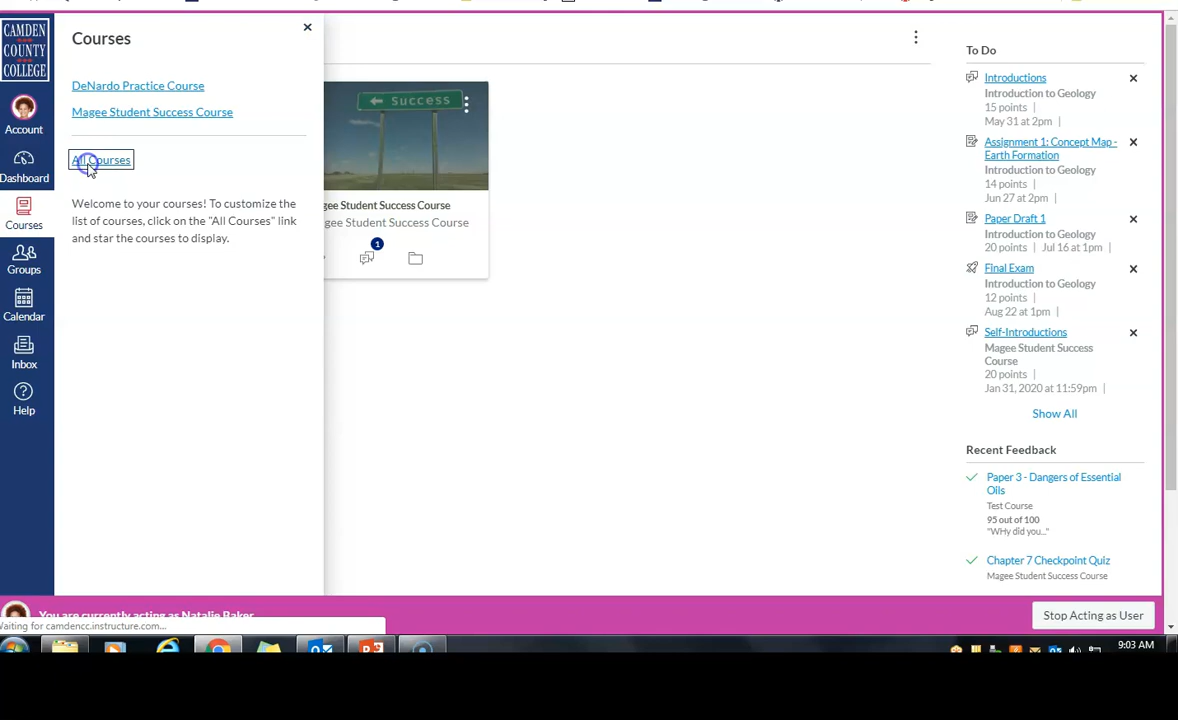 CAMDEN
COUNTY
COLLEGE
Account
Dashboard
Courses
Groups
Calendar
Inbox
Help
Courses
DeNardo Practice Course
Magee Student Success Course
All Courses
Welcome to your courses! To customize the
list of courses, click on the "All Courses" link
and star the courses to display.
← Success
gee Student Success Course
gee Student Success Course
1
To Do
Introductions
Introduction to Geology
15 points |
May 31 at 2pm |
Assignment 1: Concept Map -
Earth Formation
Introduction to Geology
14 points |
Jun 27 at 2pm |
Paper Draft 1
Introduction to Geology
20 points | Jul 16 at 1pm |
FInal Exam
Introduction to Geology
12 points |
Aug 22 at 1pm |
Self-Introductions
Magee Student Success
Course
20 points |
Jan 31, 2020 at 11:59pm |
Show All
Recent Feedback
Paper 3 - Dangers of Essential
Oils
Test Course
95 out of 100
"WHy did you..."
Chapter 7 Checkpoint Quiz
Magee Student Success Course
You are currently acting as Natalie Baker
Stop Acting as User
Waiting for camdencc.instructure.com...
9:03 AM